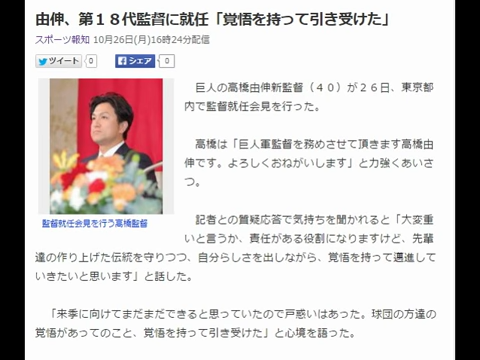 由伸、第１８代監督に就任「覚悟を持って引き受けた」
スポーツ報知 10月26日(月)16時24分配信
ツイート 0 シェア 0
巨人の高橋由伸新監督（４０）が２６日、東京都
内で監督就任会見を行った。
高橋は「巨人軍監督を務めさせて頂きます高橋由
伸です。よろしくおねがいします」と力強くあいさ
つ。
監督就任会見を行う高橋監督
記者との質疑応答で気持ちを聞かれると「大変重
いと言うか、責任がある役割になりますけど、先輩
達の作り上げた伝統を守りつつ、自分らしさを出しながら、覚悟を持って邁進して
いきたいと思います」と話した。
「来季に向けてまだまだできると思っていたので戸惑いはあった。球団の方達の
覚悟があってのこと、覚悟を持って引き受けた」と心境を語った。